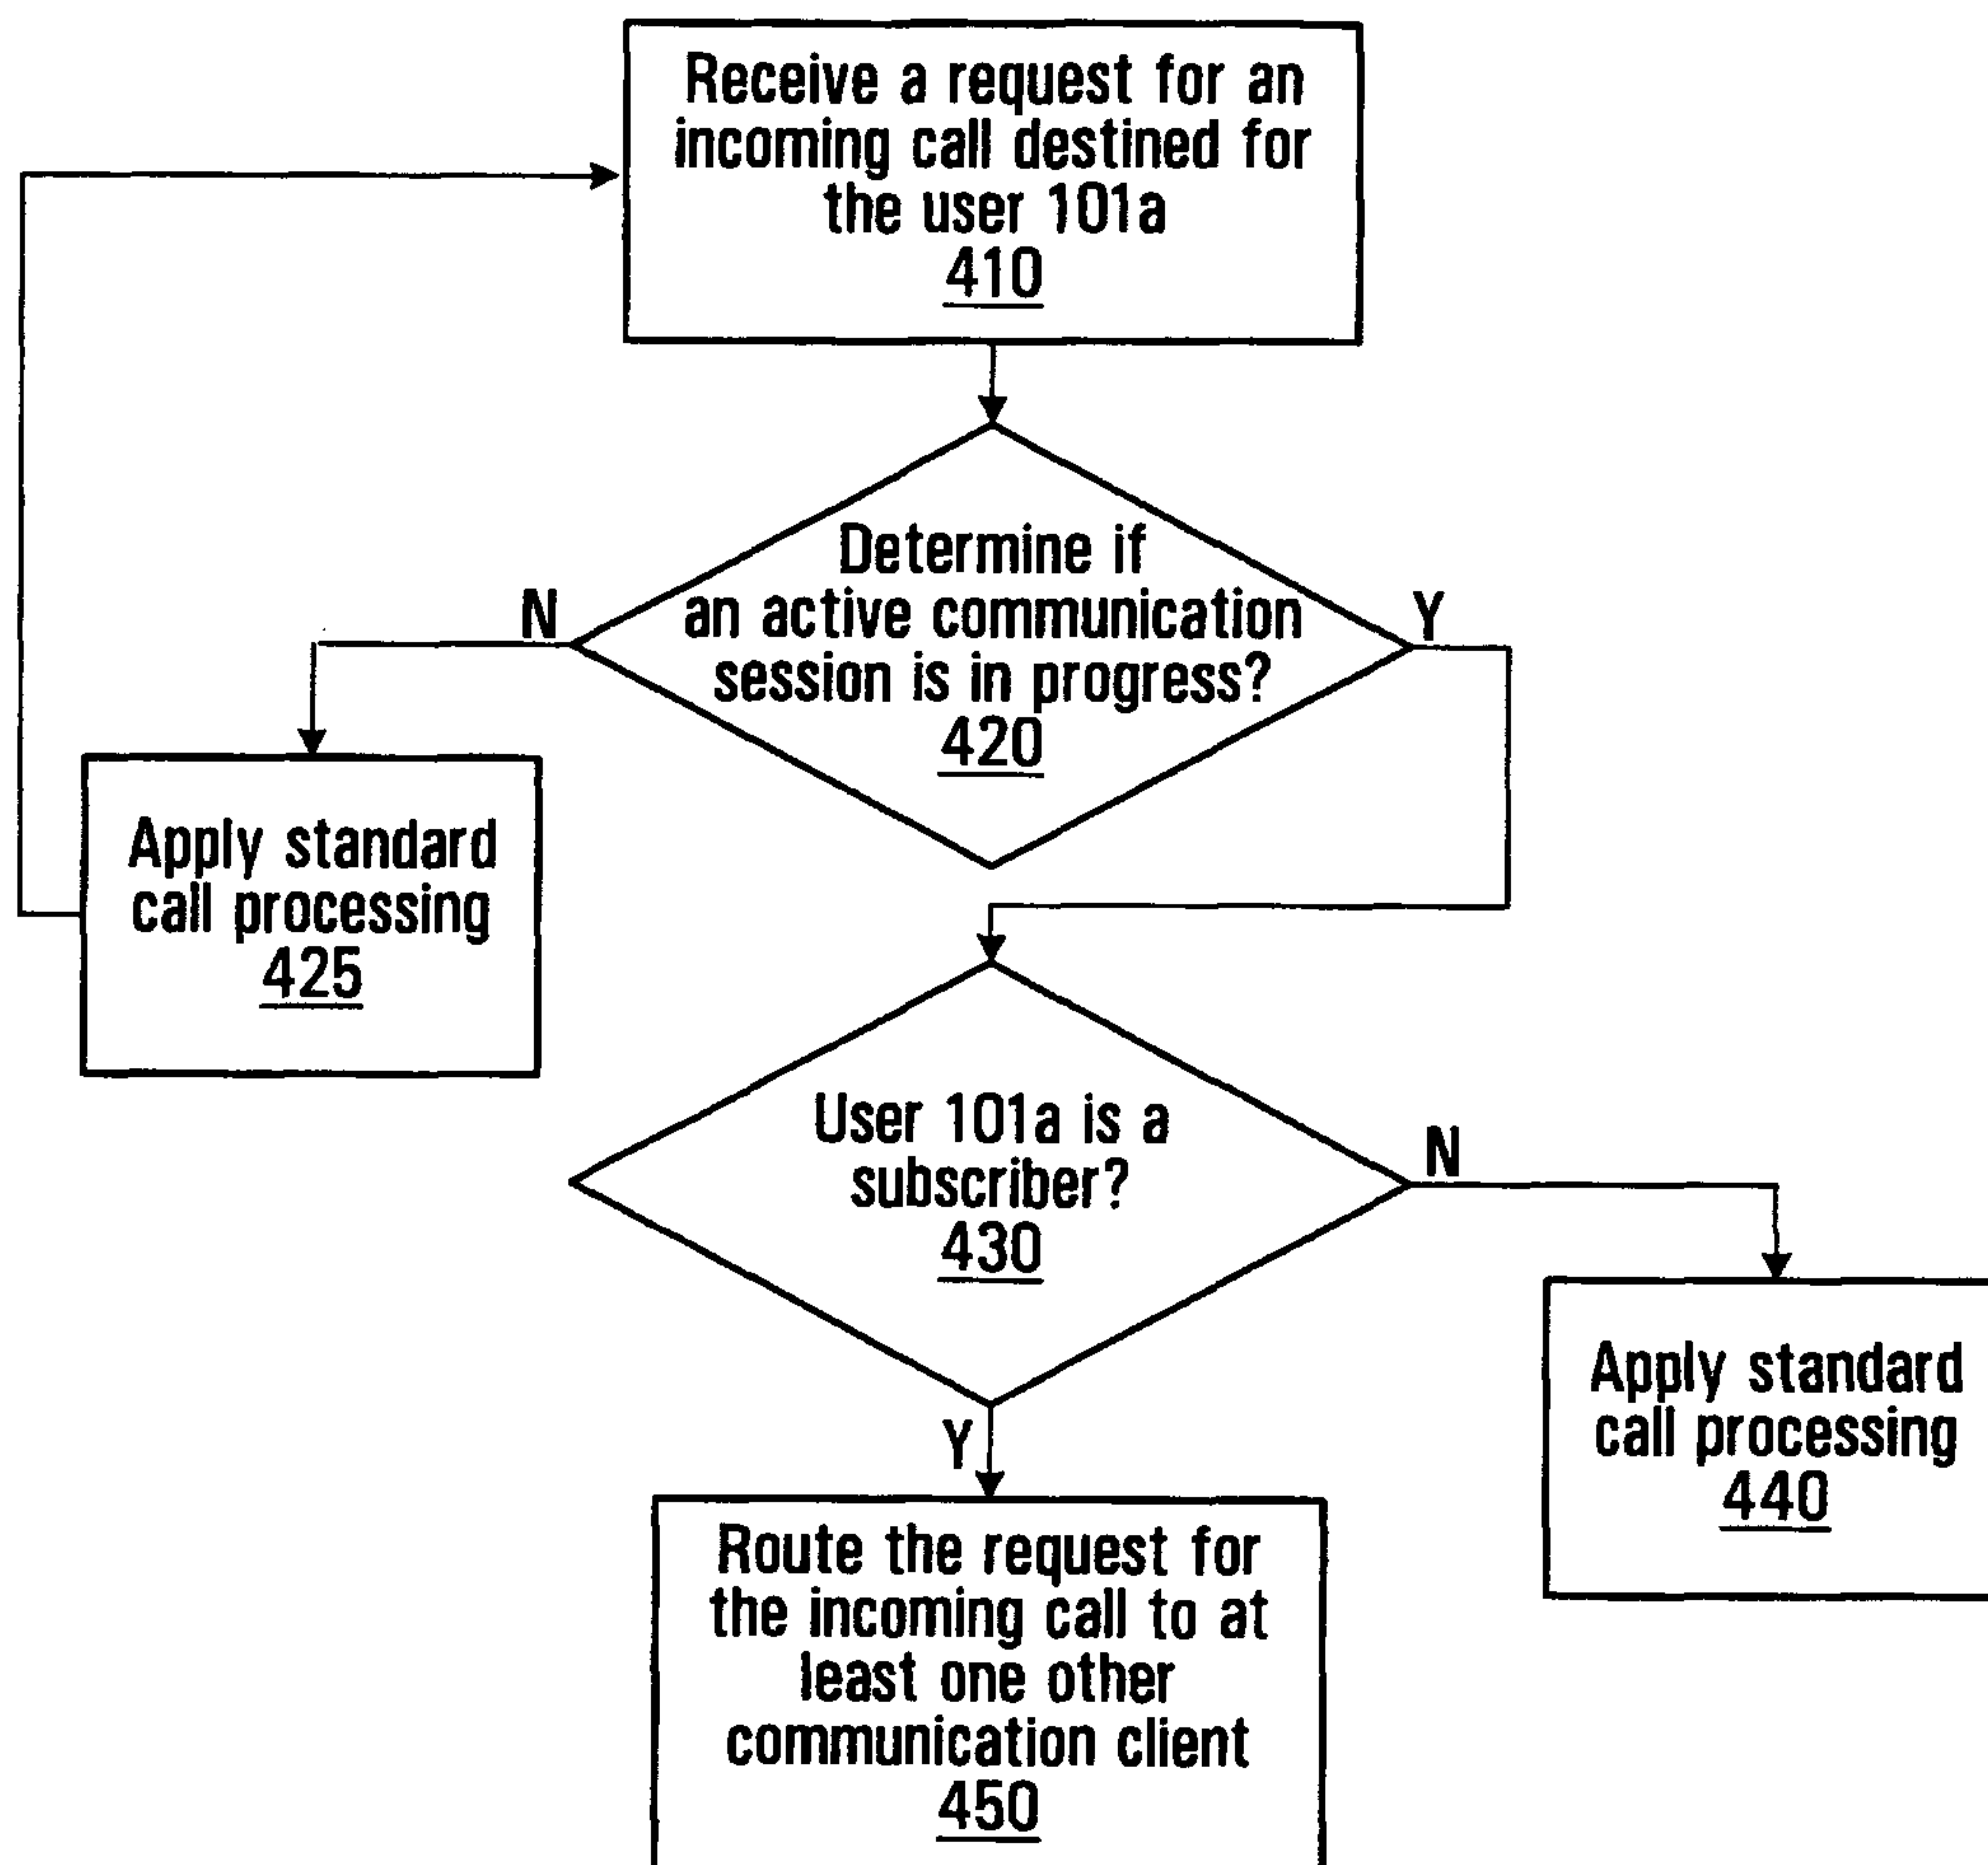 Receive a request for an
incoming call destined for
the user 101a
410
Determine if
an active communication
session is in progress?
420
N
Y
Apply standard
call processing
425
User 101a is a
subscriber?
430
N
Y
Apply standard
call processing
440
Route the request for
the incoming call to at
least one other
communication client
450